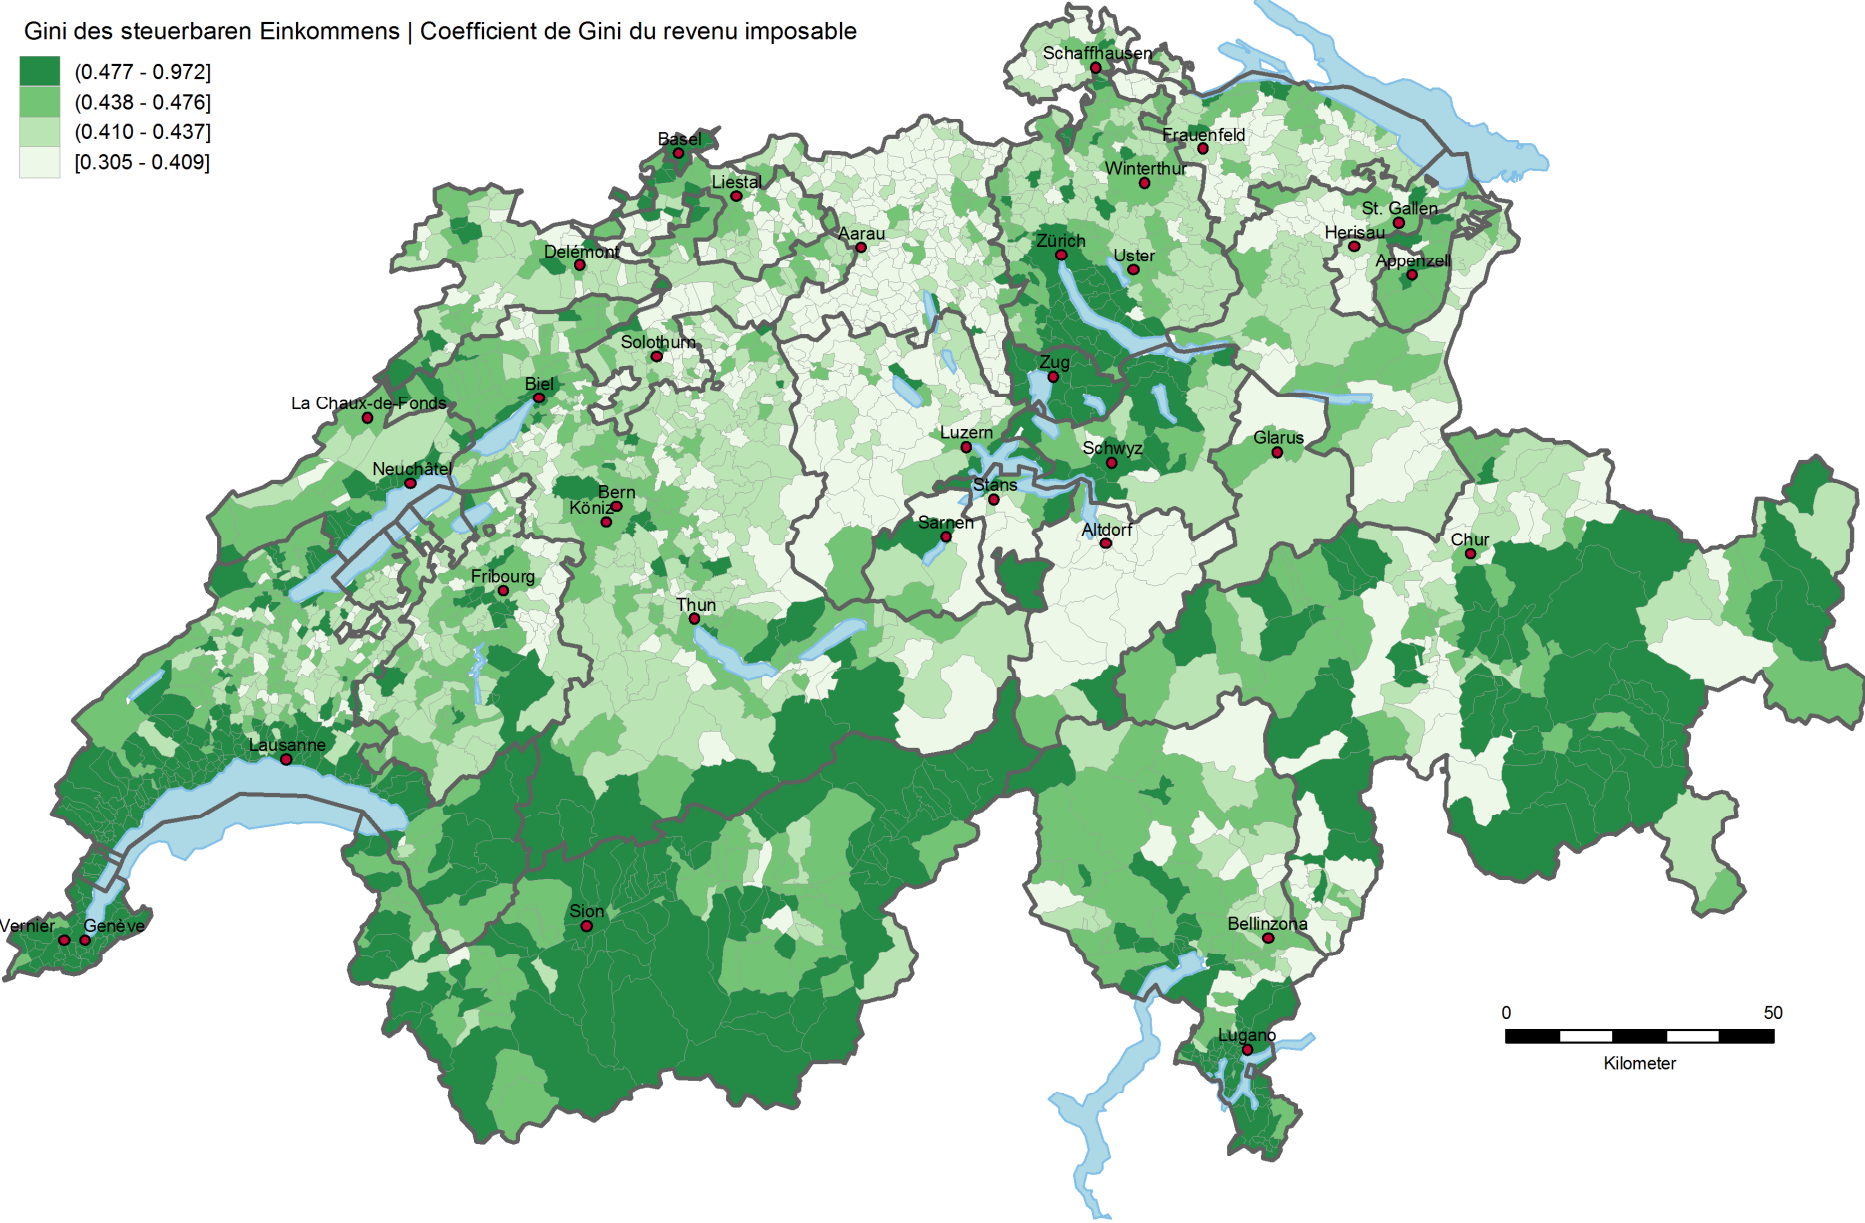 Gini des steuerbaren Einkommens | Coefficient de Gini du revenu imposable
(0.477 - 0.972]
(0.438 - 0.476]
(0.410 - 0.437]
[0.305 - 0.409]
Schaffhausen
Frauenfeld
Basel
Winterthur
Liestal
St. Gallen
Herisau
Aarau
Zürich
Delémont
Uster
Appenzell
Solothurn
Zug
Biel
La Chaux-de-Fonds
Luzern
Glarus
Schwyz
Neuchâtel
Stans
Bern
Köniz
Sarnen
Altdorf
Chur
Fribourg
Thun
Lausanne
Sion
Vernier
Genève
Bellinzona
Lugano
0 50
Kilometer